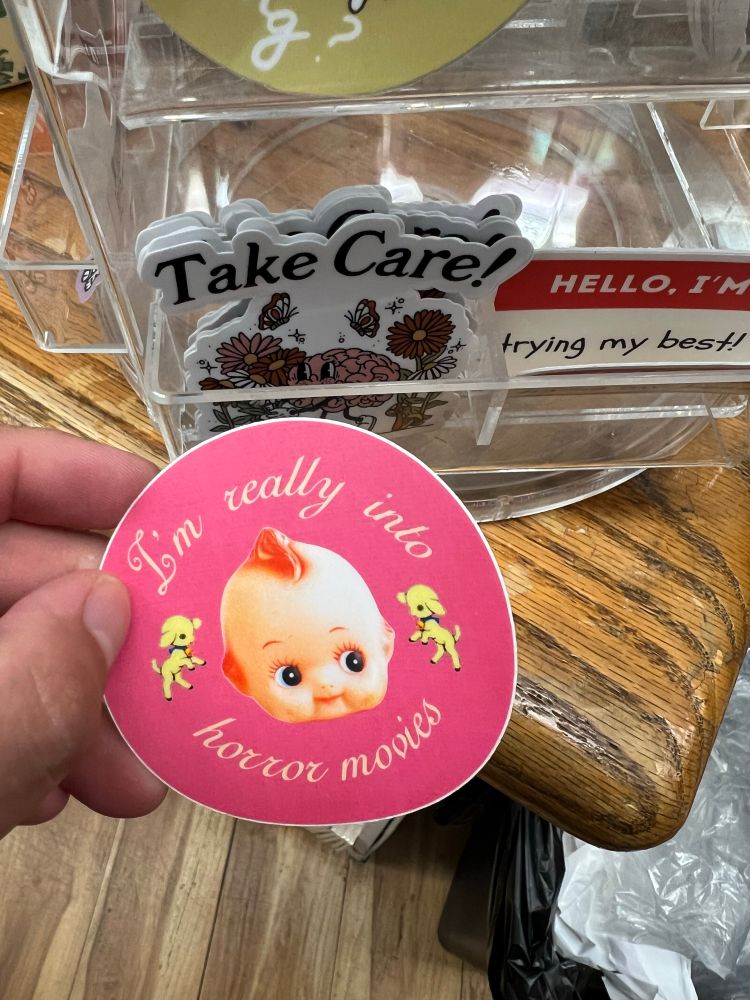 g.?
Take Care!
HELLO, I'M
trying my best!
I'm really into
horror movies